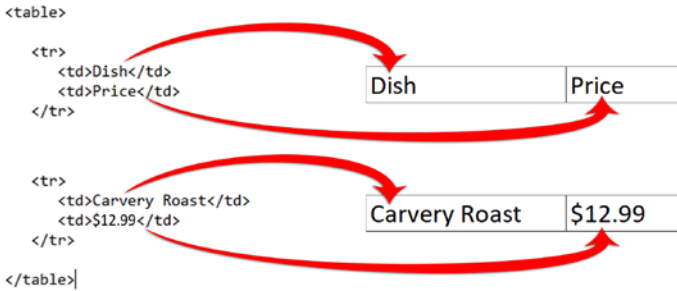 <table>
<tr>
<td>Dish</td>
<td>Price</td>
</tr>
Dish Price
<tr>
<td>Carvery Roast</td>
<td>$12.99</td>
</tr>
Carvery Roast $12.99
</table>